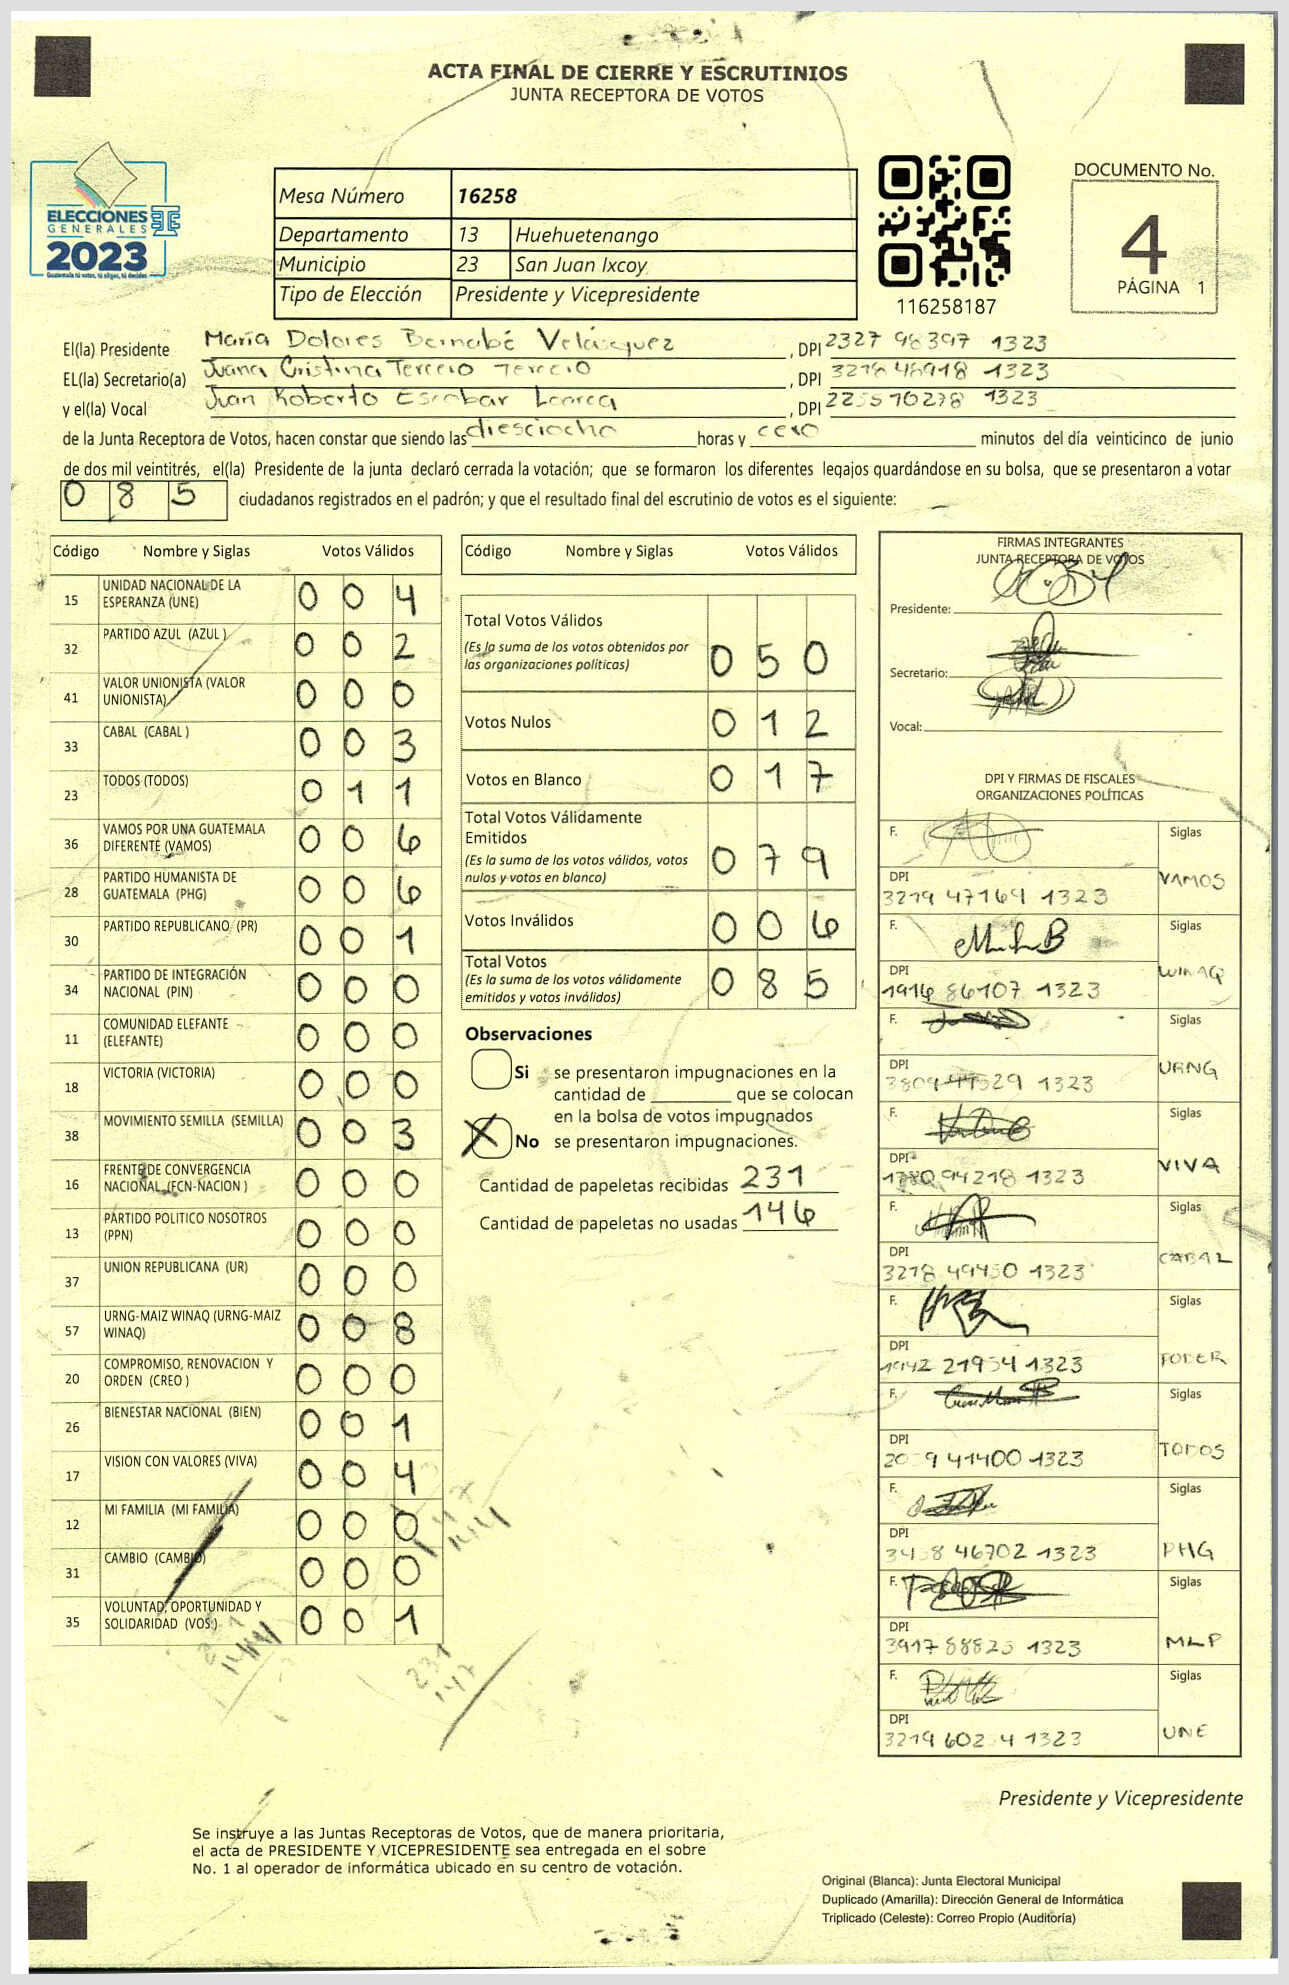 ACTA FINAL DE CIERRE Y ESCRUTINIOS
JUNTA RECEPTORA DE VOTOS
ELECCIONES
GENERALES
2023
Guatemala tú votas, tú eliges, tú decides
Mesa Número 16258
Departamento 13 Huehuetenango
Municipio 23 San Juan Ixcoy
Tipo de Elección Presidente y Vicepresidente
116258187
DOCUMENTO No.
4
PÁGINA 1
El(la) Presidente María Dolores Bernabé Velásquez , DPI 2327 98397 1323
EL(la) Secretario(a) Juana Cristina Tercero Tercero , DPI 3218 48918 1323
y el(la) Vocal Juan Roberto Escobar , DPI 1323
de la Junta Receptora de Votos, hacen constar que siendo las diesciocho horas y cero minutos del día veinticinco de junio
de dos mil veintitrés, el(la) Presidente de la junta declaró cerrada la votación; que se formaron los diferentes legajos quardándose en su bolsa, que se presentaron a votar
0 8 5 ciudadanos registrados en el padrón; y que el resultado final del escrutinio de votos es el siguiente:
Código Nombre y Siglas Votos Válidos
15 UNIDAD NACIONAL DE LA ESPERANZA (UNE) 0 0 4
32 PARTIDO AZUL (AZUL ) 0 0 2
41 VALOR UNIONISTA (VALOR UNIONISTA) 0 0 0
33 CABAL (CABAL ) 0 0 3
23 TODOS (TODOS) 0 1 1
36 VAMOS POR UNA GUATEMALA DIFERENTE (VAMOS) 0 0 6
28 PARTIDO HUMANISTA DE GUATEMALA (PHG) 0 0 6
30 PARTIDO REPUBLICANO (PR) 0 0 1
34 PARTIDO DE INTEGRACIÓN NACIONAL (PIN) 0 0 0
11 COMUNIDAD ELEFANTE (ELEFANTE) 0 0 0
18 VICTORIA (VICTORIA) 0 0 0
38 MOVIMIENTO SEMILLA (SEMILLA) 0 0 3
16 FRENTE DE CONVERGENCIA NACIONAL (FCN-NACION ) 0 0 0
13 PARTIDO POLITICO NOSOTROS (PPN) 0 0 0
37 UNION REPUBLICANA (UR) 0 0 0
57 URNG-MAIZ WINAQ (URNG-MAIZ WINAQ) 0 0 8
20 COMPROMISO, RENOVACION Y ORDEN (CREO ) 0 0 0
26 BIENESTAR NACIONAL (BIEN) 0 0 1
17 VISION CON VALORES (VIVA) 0 0 4
12 MI FAMILIA (MI FAMILIA) 0 0 0
31 CAMBIO (CAMBIO) 0 0 0
35 VOLUNTAD, OPORTUNIDAD Y SOLIDARIDAD (VOS ) 0 0 1
231
147
Código Nombre y Siglas Votos Válidos
Total Votos Válidos
(Es la suma de los votos obtenidos por
las organizaciones políticas) 0 5 0
Votos Nulos 0 1 2
Votos en Blanco 0 1 7
Total Votos Válidamente
Emitidos
(Es la suma de los votos válidos, votos
nulos y votos en blanco) 0 7 9
Votos Inválidos 0 0 6
Total Votos
(Es la suma de los votos válidamente
emitidos y votos inválidos) 0 8 5
Observaciones
Si se presentaron impugnaciones en la
cantidad de ________ que se colocan
en la bolsa de votos impugnados
X No se presentaron impugnaciones.
Cantidad de papeletas recibidas 231
Cantidad de papeletas no usadas 146
FIRMAS INTEGRANTES
JUNTA RECEPTORA DE VOTOS
Presidente:
Secretario:
Vocal:
DPI Y FIRMAS DE FISCALES
ORGANIZACIONES POLÍTICAS
F. Siglas
DPI VAMOS
3219 47169 1323
F. Siglas
DPI WINAQ
1916 86107 1323
F. Siglas
DPI URNG
1323
F. Siglas
DPI VIVA
94218 1323
F. Siglas
DPI CABAL
3218 49450 1323
F. Siglas
DPI PODER
1942 21954 1323
F. Siglas
DPI TODOS
41400 1323
F. Siglas
DPI PHG
46702 1323
F. Siglas
DPI MLP
3917 88825 1323
F. Siglas
DPI UNE
3219 1323
Presidente y Vicepresidente
Se instruye a las Juntas Receptoras de Votos, que de manera prioritaria,
el acta de PRESIDENTE Y VICEPRESIDENTE sea entregada en el sobre
No. 1 al operador de informática ubicado en su centro de votación.
Original (Blanca): Junta Electoral Municipal
Duplicado (Amarilla): Dirección General de Informática
Triplicado (Celeste): Correo Propio (Auditoría)